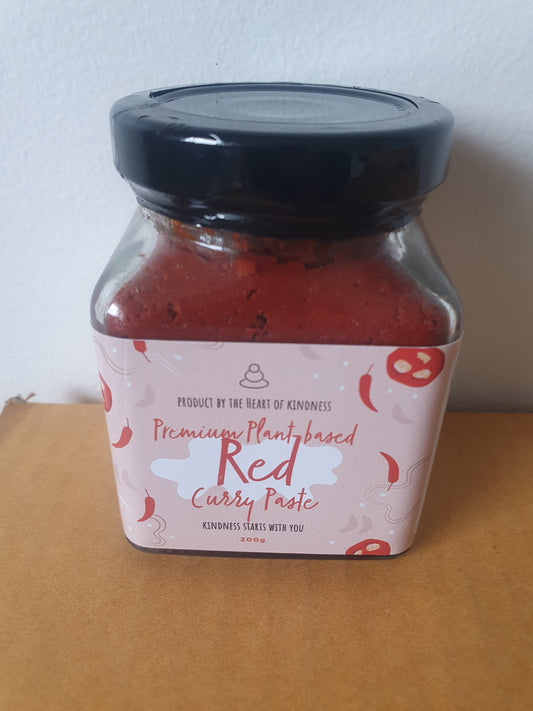 PRODUCT BY THE HEART OF KINDNESS
Premium Plant-based
Red
Curry Paste
KINDNESS STARTS WITH YOU
200g